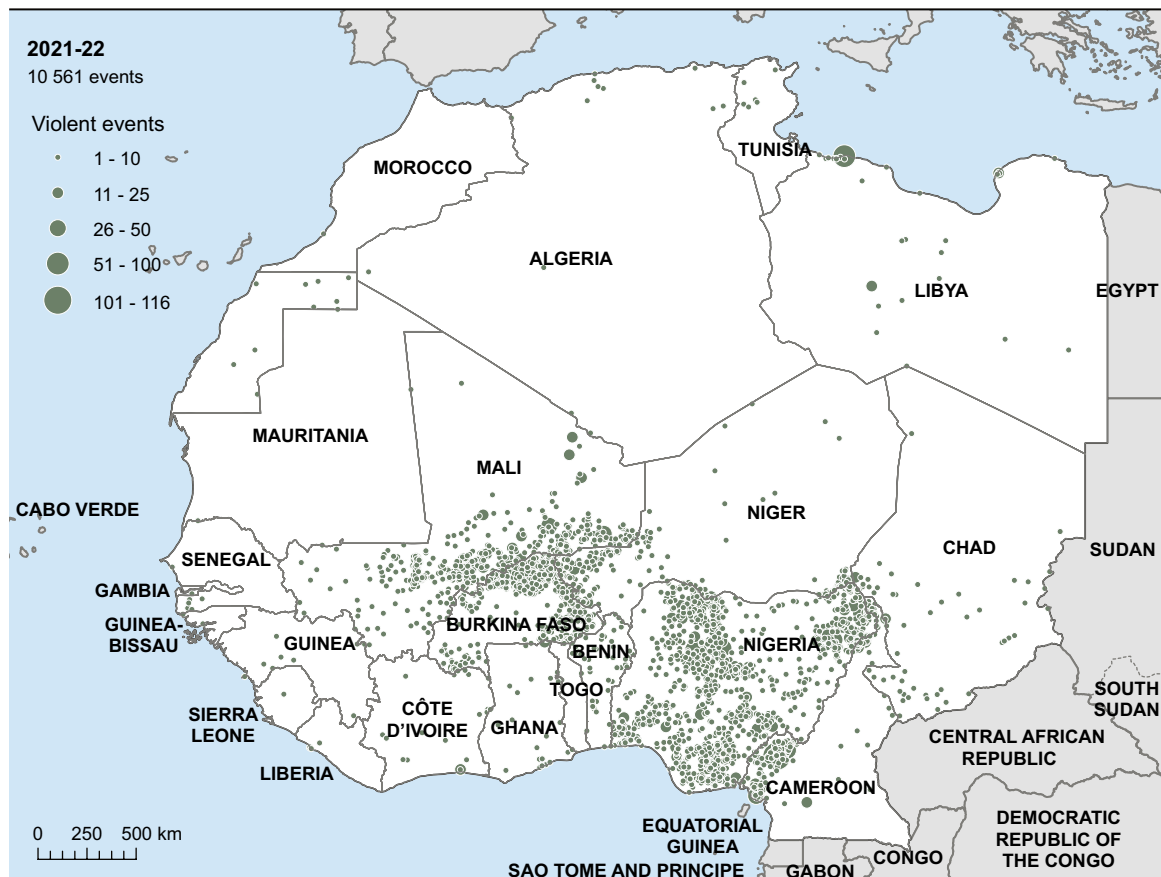 2021-22
10 561 events
Violent events
1 - 10
11 - 25
26 - 50
51 - 100
101 - 116
MOROCCO
TUNISIA
ALGERIA
LIBYA
EGYPT
MAURITANIA
MALI
CABO VERDE
NIGER
CHAD
SUDAN
SENEGAL
GAMBIA
GUINEA-
BISSAU
GUINEA
BURKINA FASO
BENIN
NIGERIA
TOGO
CÔTE
D'IVOIRE
GHANA
SIERRA
LEONE
LIBERIA
SOUTH
SUDAN
CENTRAL AFRICAN
REPUBLIC
CAMEROON
EQUATORIAL
GUINEA
SAO TOME AND PRINCIPE
GABON
CONGO
DEMOCRATIC
REPUBLIC OF
THE CONGO
0 250 500 km